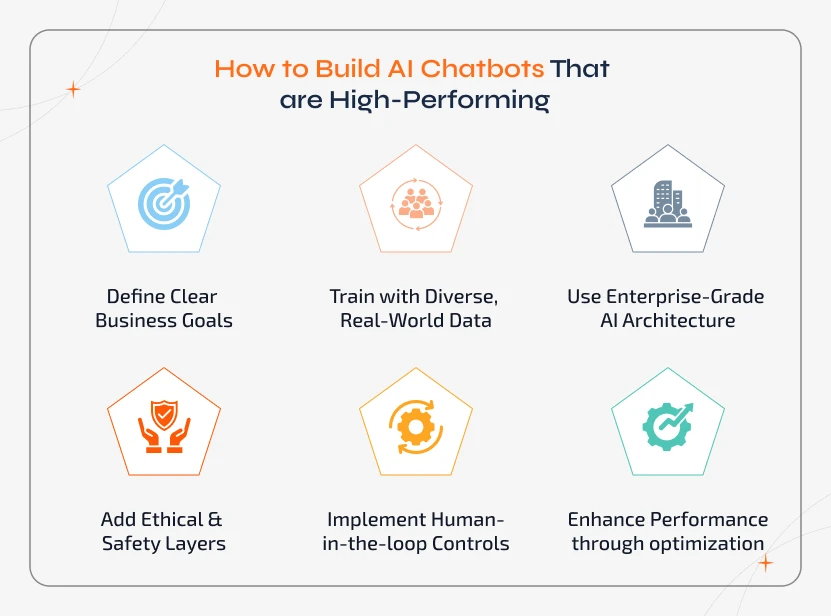 How to Build AI Chatbots That
are High-Performing
Define Clear
Business Goals
Train with Diverse,
Real-World Data
Use Enterprise-Grade
AI Architecture
Add Ethical &
Safety Layers
Implement Human-
in-the-loop Controls
Enhance Performance
through optimization